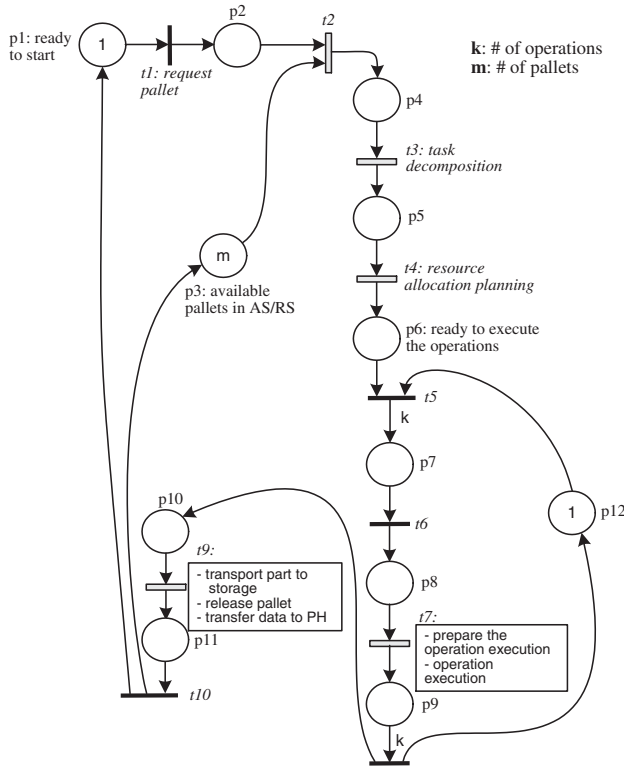 p1: ready
to start
1
t1: request
pallet
p2
t2
k: # of operations
m: # of pallets
p4
t3: task
decomposition
p5
m
p3: available
pallets in AS/RS
t4: resource
allocation planning
p6: ready to execute
the operations
t5
k
p7
1
p12
t6
p10
t9:
- transport part to
storage
- release pallet
- transfer data to PH
p11
t10
p8
t7:
- prepare the
operation execution
- operation
execution
p9
k